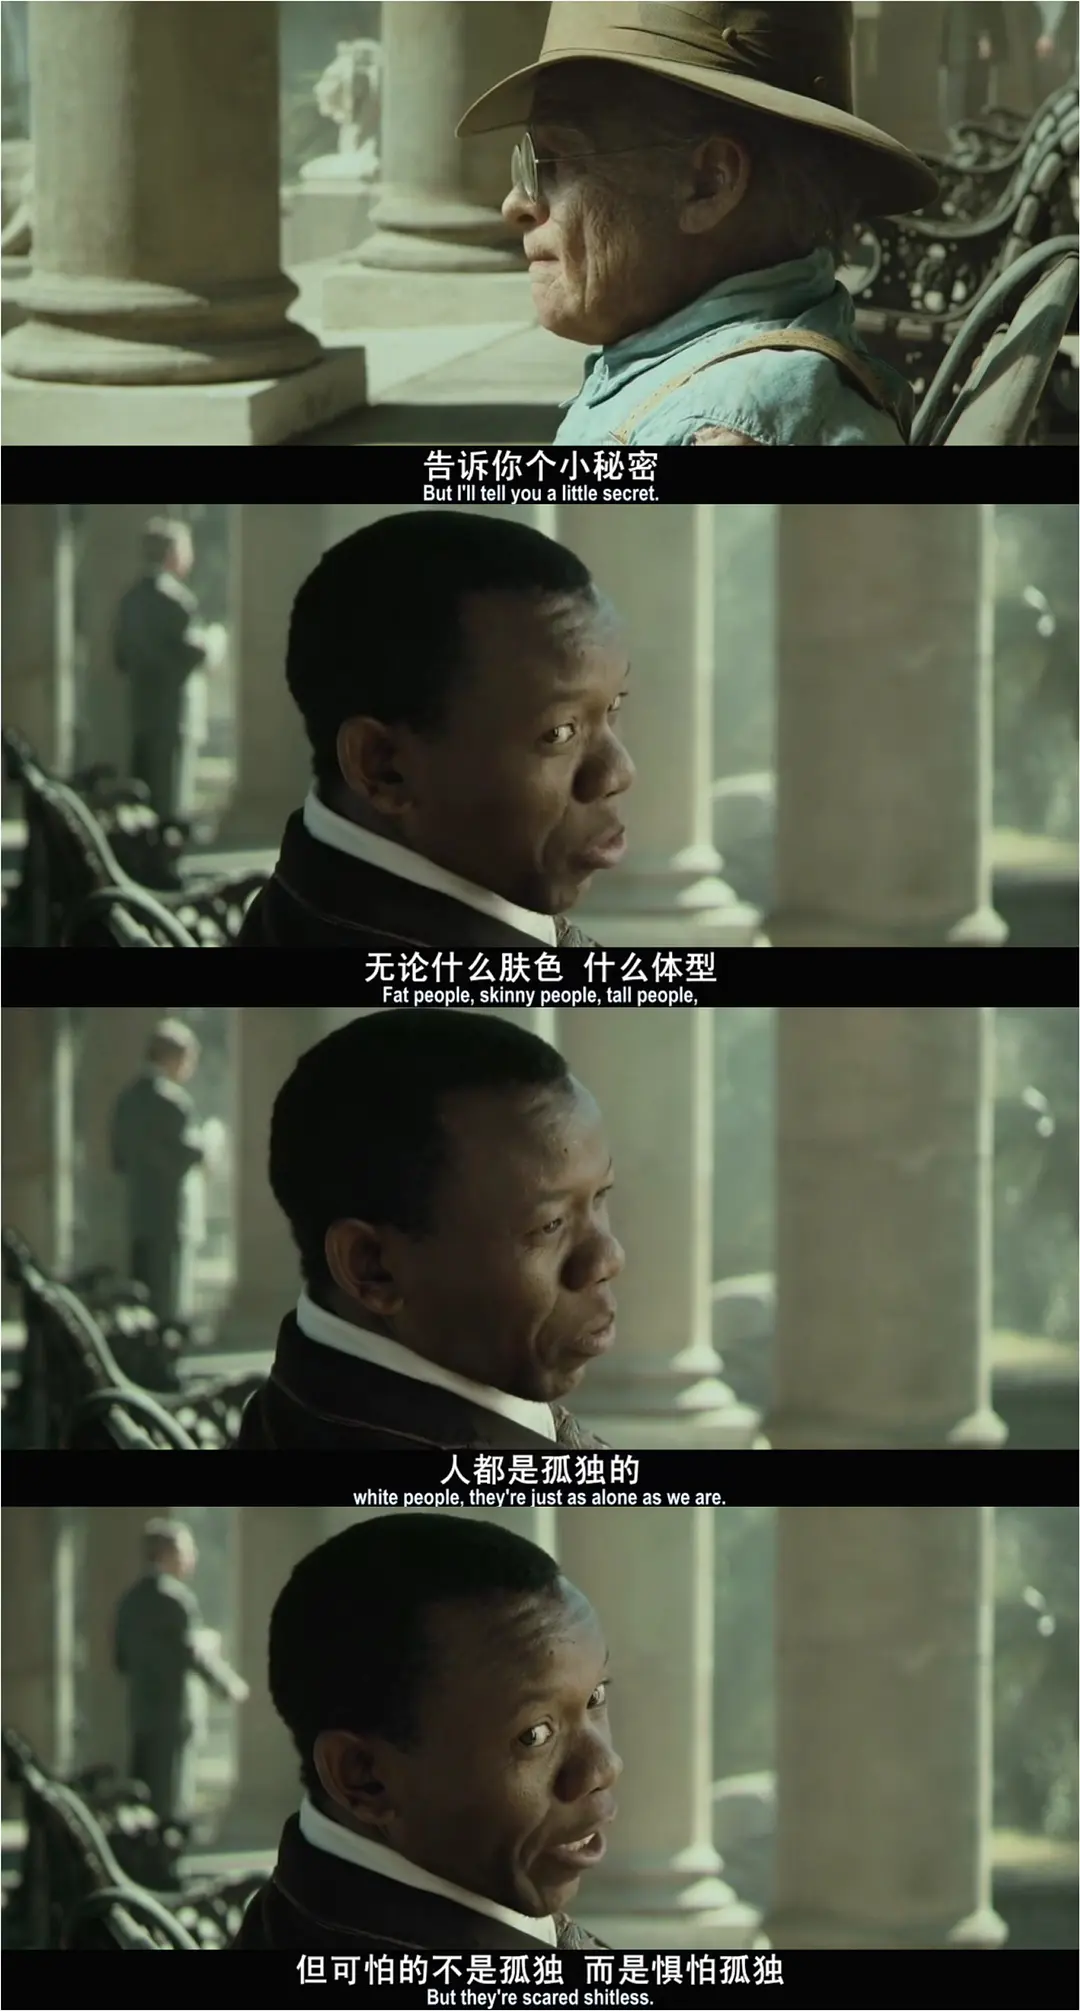 告诉你个小秘密
But I'll tell you a little secret.
无论什么肤色 什么体型
Fat people, skinny people, tall people,
人都是孤独的
white people, they're just as alone as we are.
但可怕的不是孤独 而是惧怕孤独
But they're scared shitless.